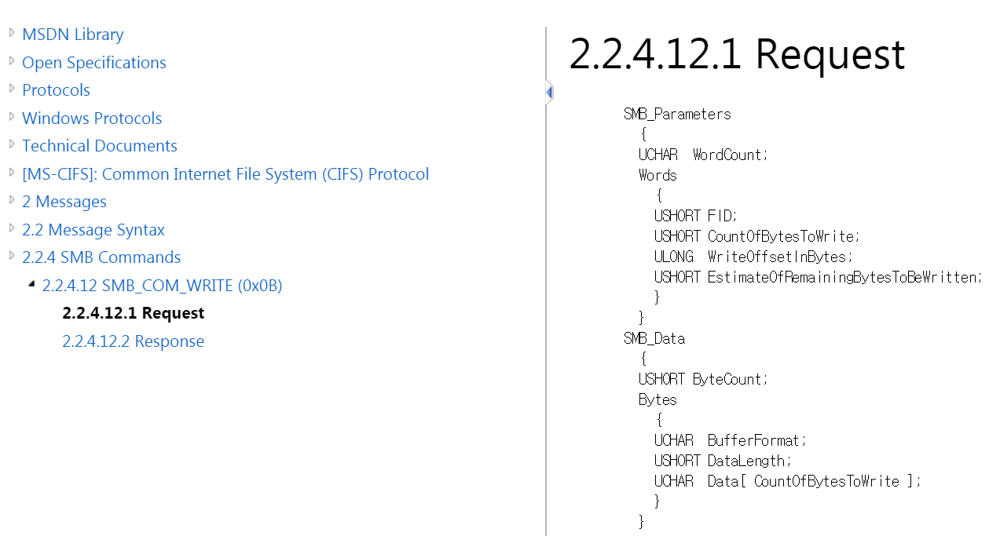 MSDN Library
Open Specifications
Protocols
Windows Protocols
Technical Documents
[MS-CIFS]: Common Internet File System (CIFS) Protocol
2 Messages
2.2 Message Syntax
2.2.4 SMB Commands
2.2.4.12 SMB_COM_WRITE (0x0B)
2.2.4.12.1 Request
2.2.4.12.2 Response
2.2.4.12.1 Request
SMB_Parameters
{
UCHAR WordCount;
Words
{
USHORT FID;
USHORT CountOfBytesToWrite;
ULONG WriteOffsetInBytes;
USHORT EstimateOfRemainingBytesToBeWritten;
}
}
SMB_Data
{
USHORT ByteCount;
Bytes
{
UCHAR BufferFormat;
USHORT DataLength;
UCHAR Data[ CountOfBytesToWrite ];
}
}